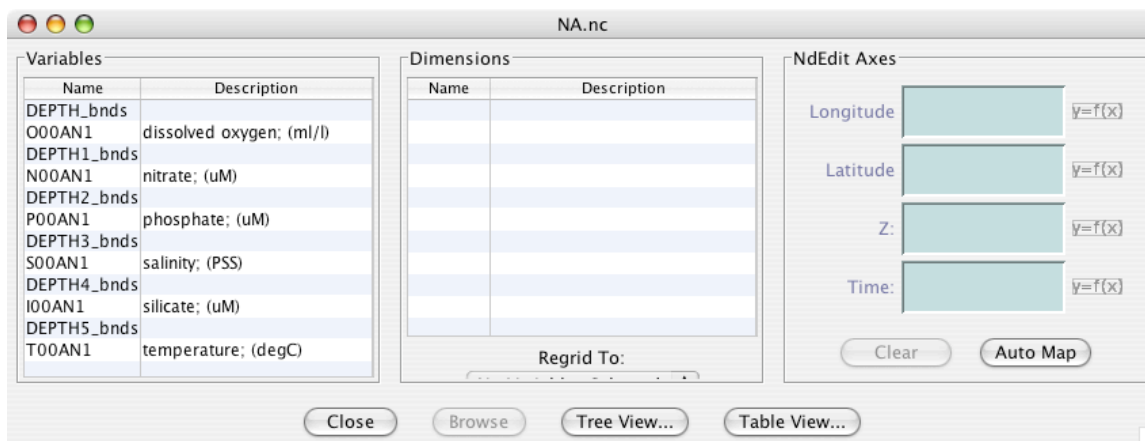 NA.nc
Variables
Name Description
DEPTH_bnds
O00AN1 dissolved oxygen; (ml/l)
DEPTH1_bnds
N00AN1 nitrate; (uM)
DEPTH2_bnds
P00AN1 phosphate; (uM)
DEPTH3_bnds
S00AN1 salinity; (PSS)
DEPTH4_bnds
I00AN1 silicate; (uM)
DEPTH5_bnds
T00AN1 temperature; (degC)
Dimensions
Name Description
Regrid To:
NdEdit Axes
Longitude y=f(x)
Latitude y=f(x)
Z: y=f(x)
Time: y=f(x)
Clear Auto Map
Close Browse Tree View... Table View...